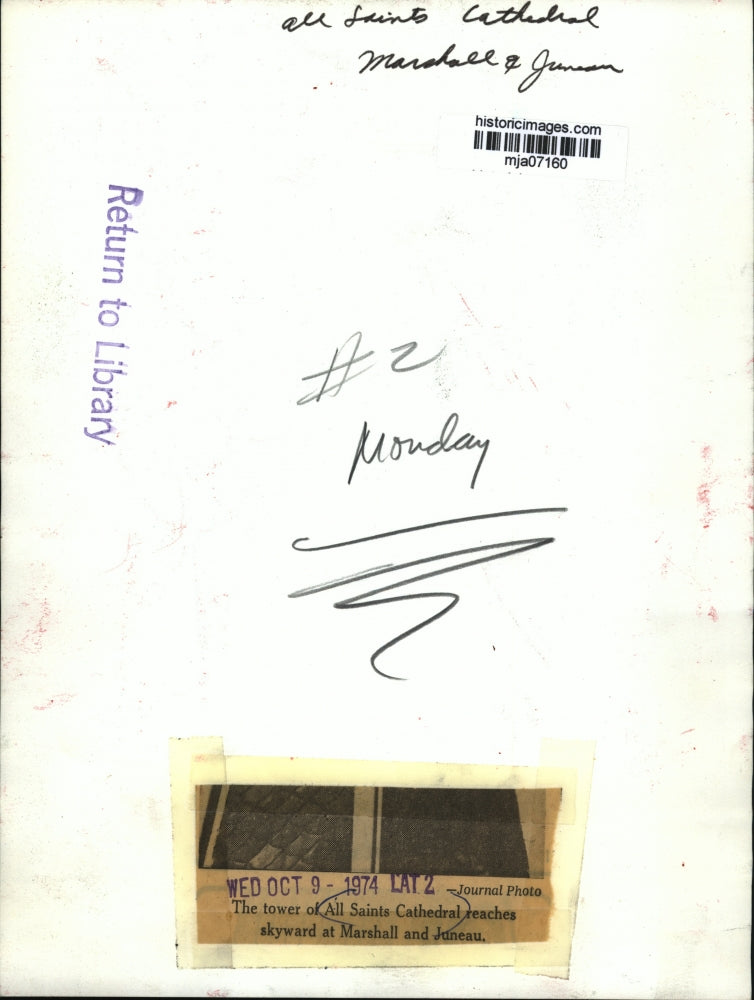 all Saints Cathedral
Marshall & Juneau
historicimages.com
mja07160
Return to Library
#2
Monday
WED OCT 9 - 1974 LAT 2 —Journal Photo
The tower of All Saints Cathedral reaches
skyward at Marshall and Juneau.